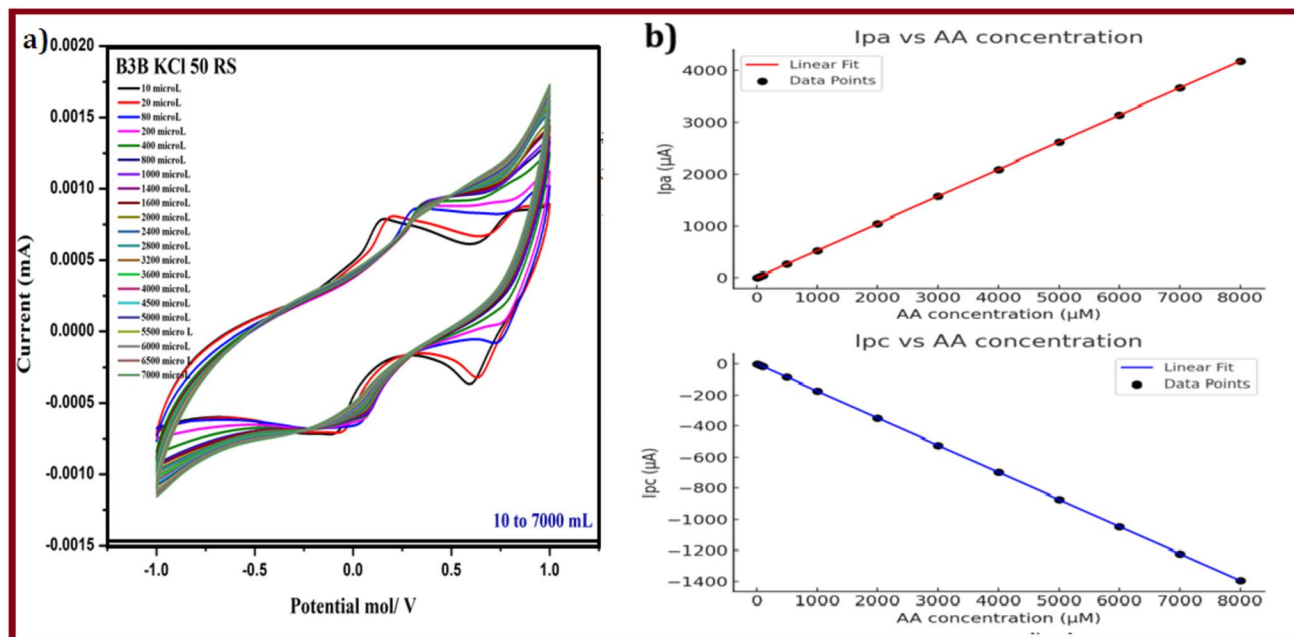 a)
B3B KCl 50 RS
10 microL
20 microL
80 microL
200 microL
400 microL
800 microL
1000 microL
1400 microL
1600 microL
2000 microL
2400 microL
2800 microL
3200 microL
3600 microL
4000 microL
4500 microL
5000 microL
5500 micro L
6000 microL
6500 micro L
7000 microL
10 to 7000 mL
Current (mA)
0.0020
0.0015
0.0010
0.0005
0.0000
-0.0005
-0.0010
-0.0015
-1.0 -0.5 0.0 0.5 1.0
Potential mol/ V
b)
Ipa vs AA concentration
Linear Fit
Data Points
Ipa (µA)
4000
3000
2000
1000
0
0 1000 2000 3000 4000 5000 6000 7000 8000
AA concentration (µM)
Ipc vs AA concentration
Linear Fit
Data Points
Ipc (µA)
0
−200
−400
−600
−800
−1000
−1200
−1400
0 1000 2000 3000 4000 5000 6000 7000 8000
AA concentration (µM)